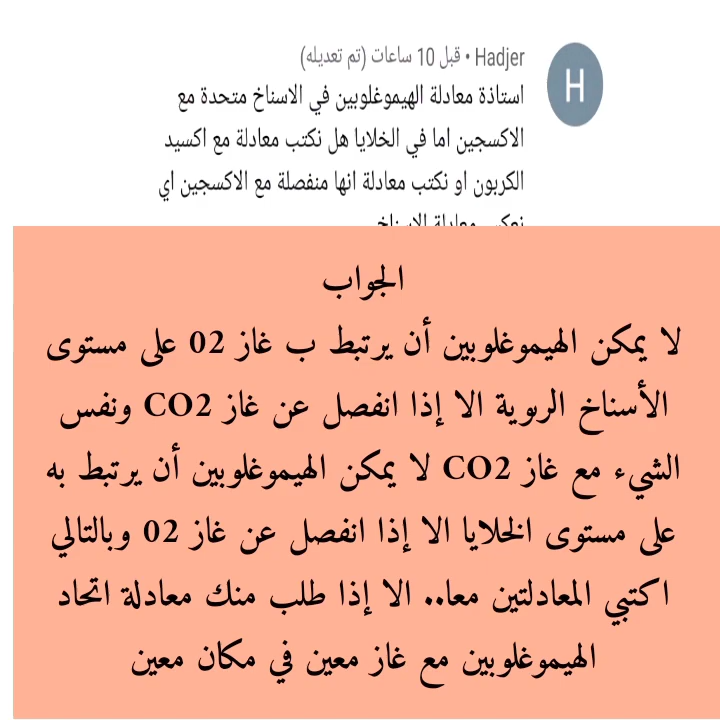 H
Hadjer • قبل 10 ساعات (تم تعديله)
استاذة معادلة الهيموغلوبين في الاسناخ متحدة مع
الاكسجين اما في الخلايا هل نكتب معادلة مع اكسيد
الكربون او نكتب معادلة انها منفصلة مع الاكسجين اي
الجواب
لا يمكن الهيموغلوبين أن يرتبط ب غاز 02 على مستوى
الأسناخ الرىوية الا إذا انفصل عن غاز CO2 ونفس
الشيء مع غاز CO2 لا يمكن الهيموغلوبين أن يرتبط به
على مستوى الخلايا الا إذا انفصل عن غاز 02 وبالتالي
اكتبي المعادلتين معا.. الا إذا طلب منك معادلة اتحاد
الهيموغلوبين مع غاز معين في مكان معين